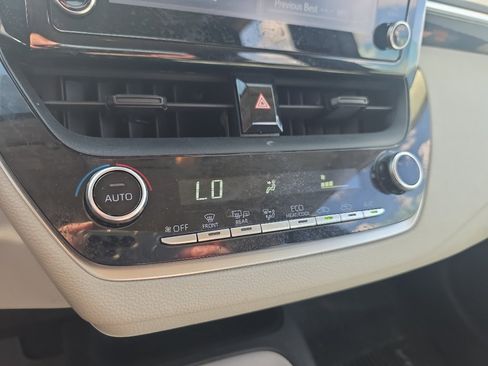 Previous Best
LO
AUTO
OFF
FRONT
REAR
ECO
HEAT/COOL